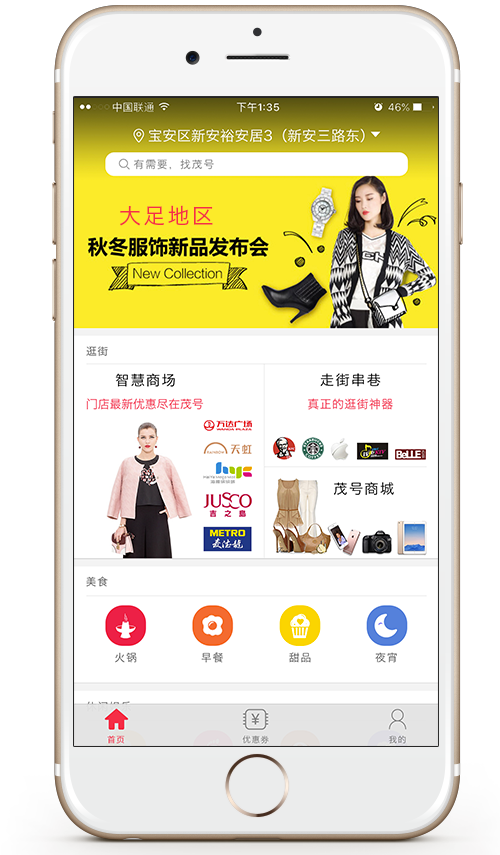 中国联通
下午1:35
46%
宝安区新安裕安居3（新安三路东）
有需要，找茂号
大足地区
秋冬服饰新品发布会
New Collection
逛街
智慧商场
门店最新优惠尽在茂号
万达广场
天虹
JUSCO
吉之島
METRO
麦德龍
走街串巷
真正的逛街神器
KFC
BeLLE
茂号商城
美食
火锅
早餐
甜品
夜宵
首页
优惠券
我的